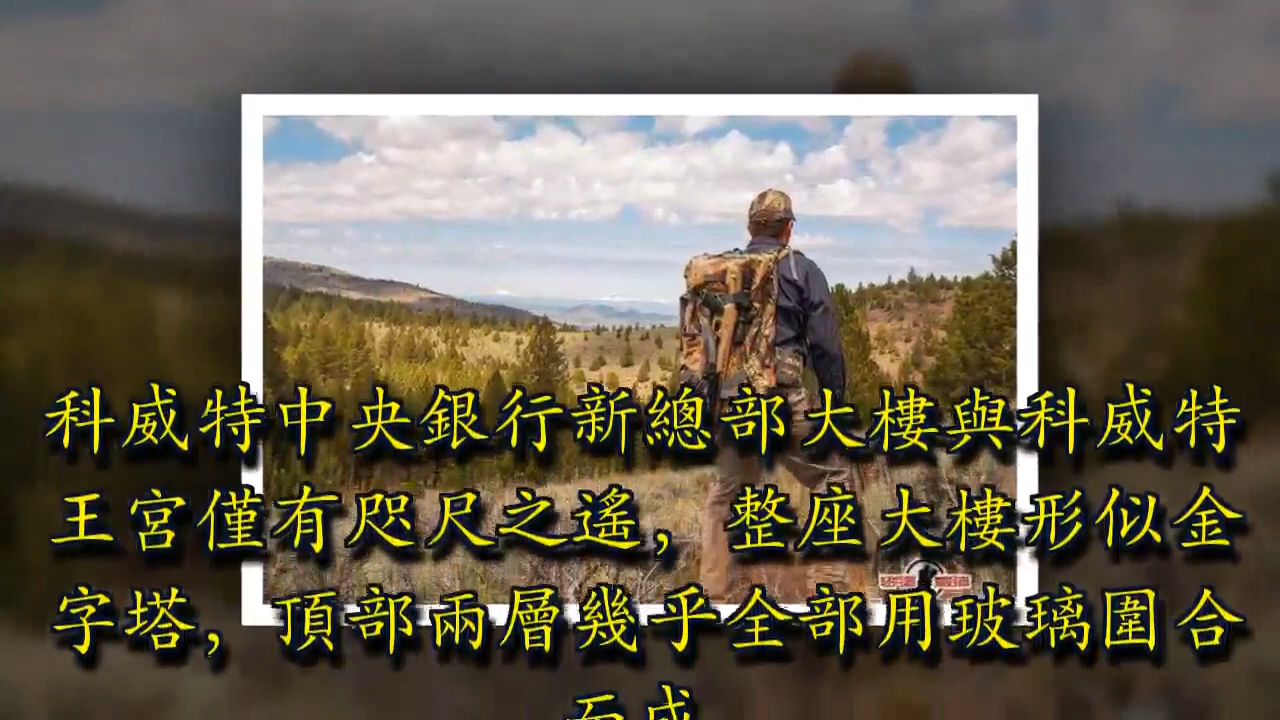 科威特中央銀行新總部大樓與科威特
王宮僅有咫尺之遙，整座大樓形似金
字塔，頂部兩層幾乎全部用玻璃圍合
而成